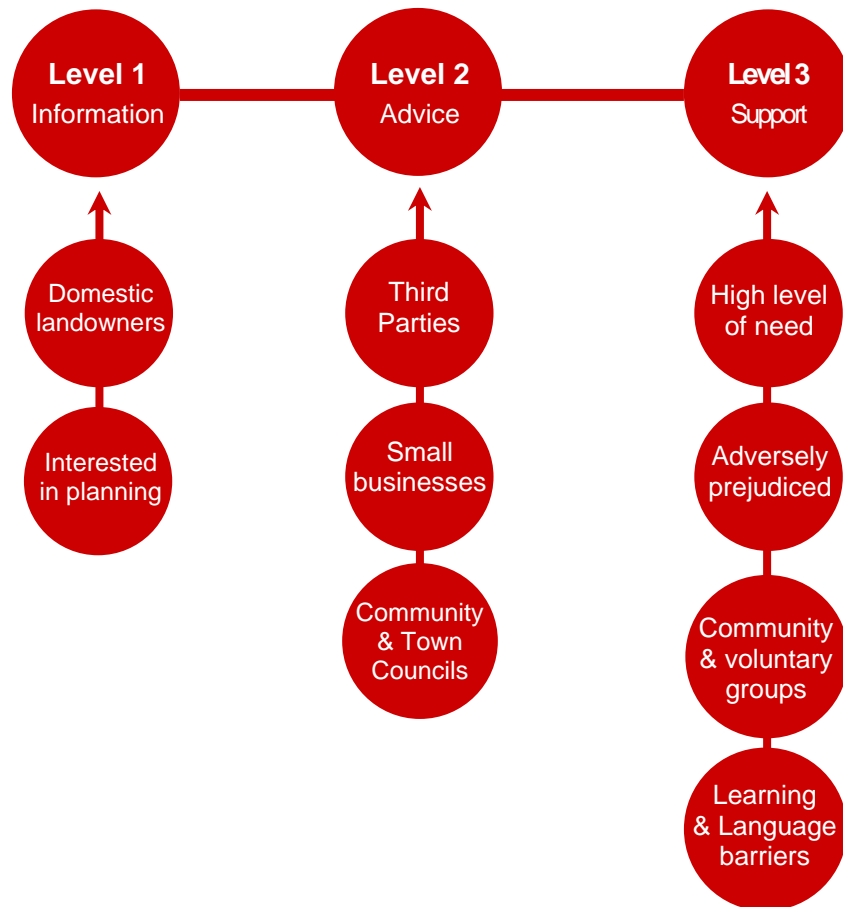 Level 1
Information
Level 2
Advice
Level 3
Support
Domestic
landowners
Interested
in planning
Third
Parties
Small
businesses
Community
& Town
Councils
High level
of need
Adversely
prejudiced
Community
& voluntary
groups
Learning
& Language
barriers